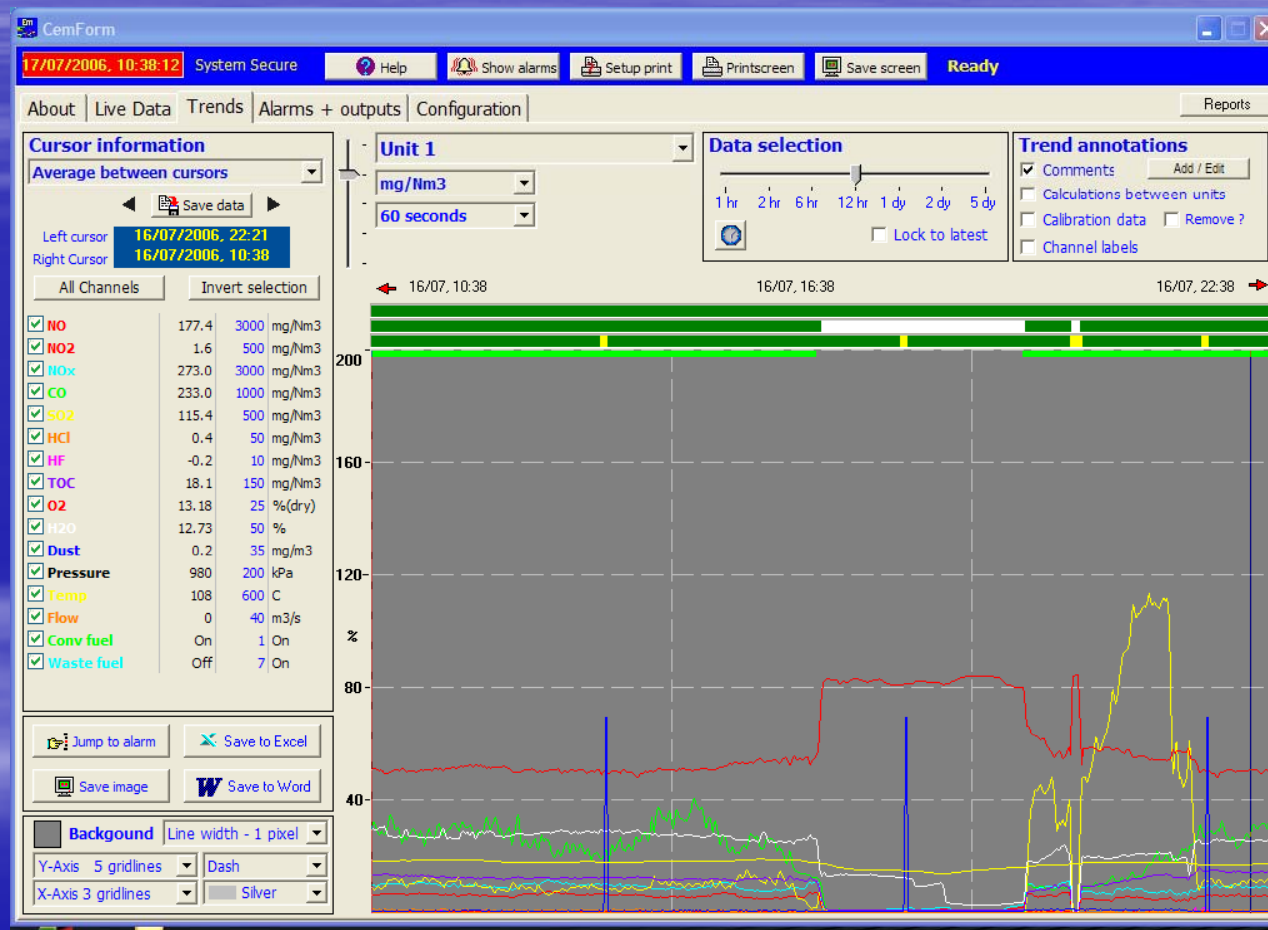 CemForm
17/07/2006, 10:38:12 System Secure Help Show alarms Setup print Printscreen Save screen Ready
About Live Data Trends Alarms + outputs Configuration Reports
Cursor information
Average between cursors
Save data
Left cursor 16/07/2006, 22:21
Right Cursor 16/07/2006, 10:38
All Channels Invert selection
Unit 1
mg/Nm3
60 seconds
Data selection
1 hr 2 hr 6 hr 12 hr 1 dy 2 dy 5 dy
Lock to latest
Trend annotations
Comments Add / Edit
Calculations between units
Calibration data Remove ?
Channel labels
16/07, 10:38 16/07, 16:38 16/07, 22:38
NO 177.4 3000 mg/Nm3
NO2 1.6 500 mg/Nm3
NOx 273.0 3000 mg/Nm3
CO 233.0 1000 mg/Nm3
SO2 115.4 500 mg/Nm3
HCl 0.4 50 mg/Nm3
HF -0.2 10 mg/Nm3
TOC 18.1 150 mg/Nm3
O2 13.18 25 %(dry)
H2O 12.73 50 %
Dust 0.2 35 mg/m3
Pressure 980 200 kPa
Temp 108 600 C
Flow 0 40 m3/s
Conv fuel On 1 On
Waste fuel Off 7 On
200
160
120
%
80
40
Jump to alarm Save to Excel
Save image Save to Word
Backgound Line width - 1 pixel
Y-Axis 5 gridlines Dash
X-Axis 3 gridlines Silver